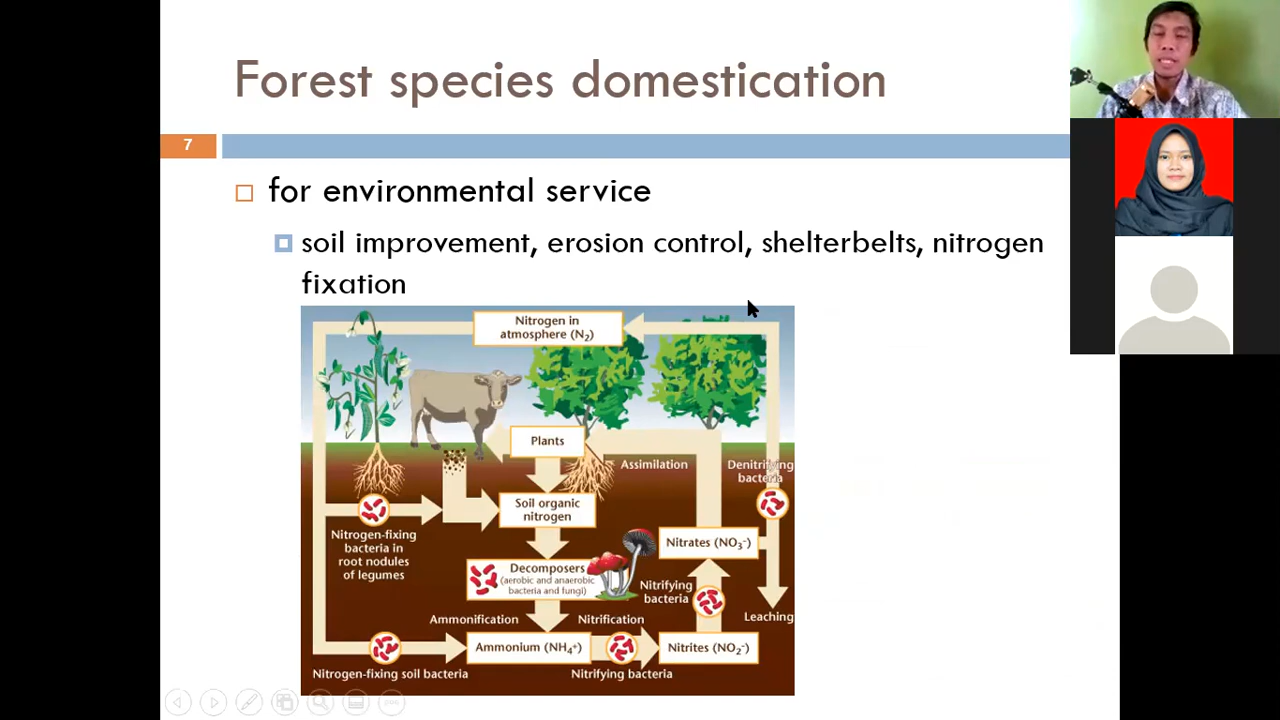 Forest species domestication
7
for environmental service
soil improvement, erosion control, shelterbelts, nitrogen
fixation
Nitrogen in
atmosphere (N₂)
Plants
Assimilation
Denitrifying
bacteria
Soil organic
nitrogen
Nitrogen-fixing
bacteria in
root nodules
of legumes
Nitrates (NO₃⁻)
Decomposers
(aerobic and anaerobic
bacteria and fungi)
Nitrifying
bacteria
Ammonification
Nitrification
Leaching
Ammonium (NH₄⁺)
Nitrites (NO₂⁻)
Nitrogen-fixing soil bacteria
Nitrifying bacteria